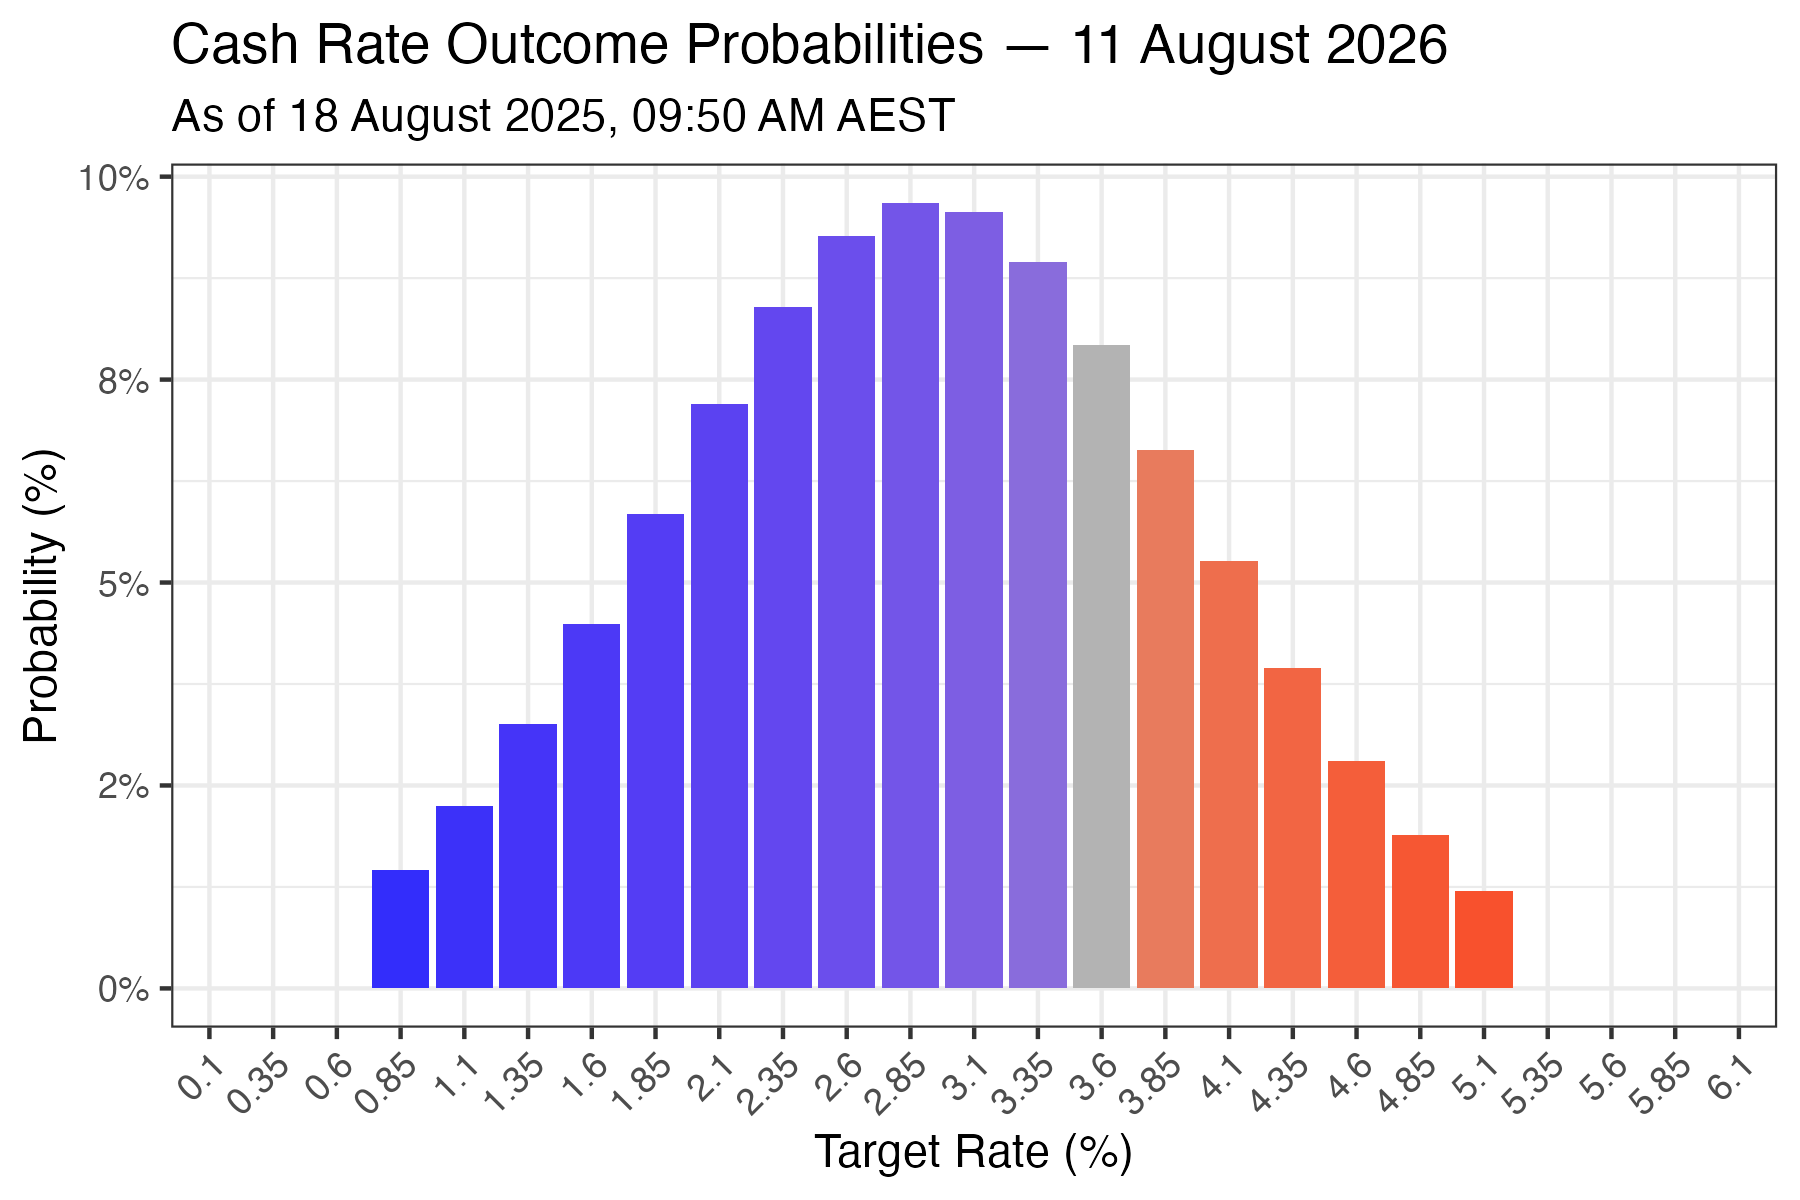 Cash Rate Outcome Probabilities — 11 August 2026
As of 18 August 2025, 09:50 AM AEST
Probability (%)
10%
8%
5%
2%
0%
0.1 0.35 0.6 0.85 1.1 1.35 1.6 1.85 2.1 2.35 2.6 2.85 3.1 3.35 3.6 3.85 4.1 4.35 4.6 4.85 5.1 5.35 5.6 5.85 6.1
Target Rate (%)